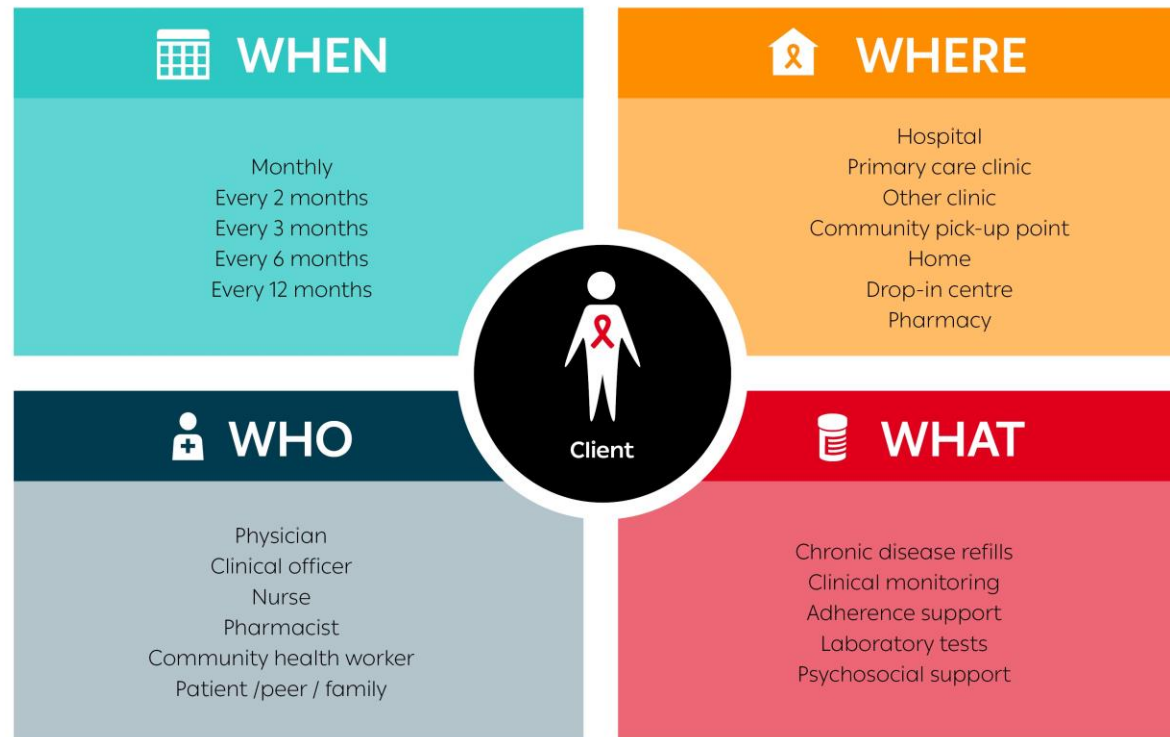 WHEN
Monthly
Every 2 months
Every 3 months
Every 6 months
Every 12 months
WHERE
Hospital
Primary care clinic
Other clinic
Community pick-up point
Home
Drop-in centre
Pharmacy
Client
WHO
Physician
Clinical officer
Nurse
Pharmacist
Community health worker
Patient /peer / family
WHAT
Chronic disease refills
Clinical monitoring
Adherence support
Laboratory tests
Psychosocial support